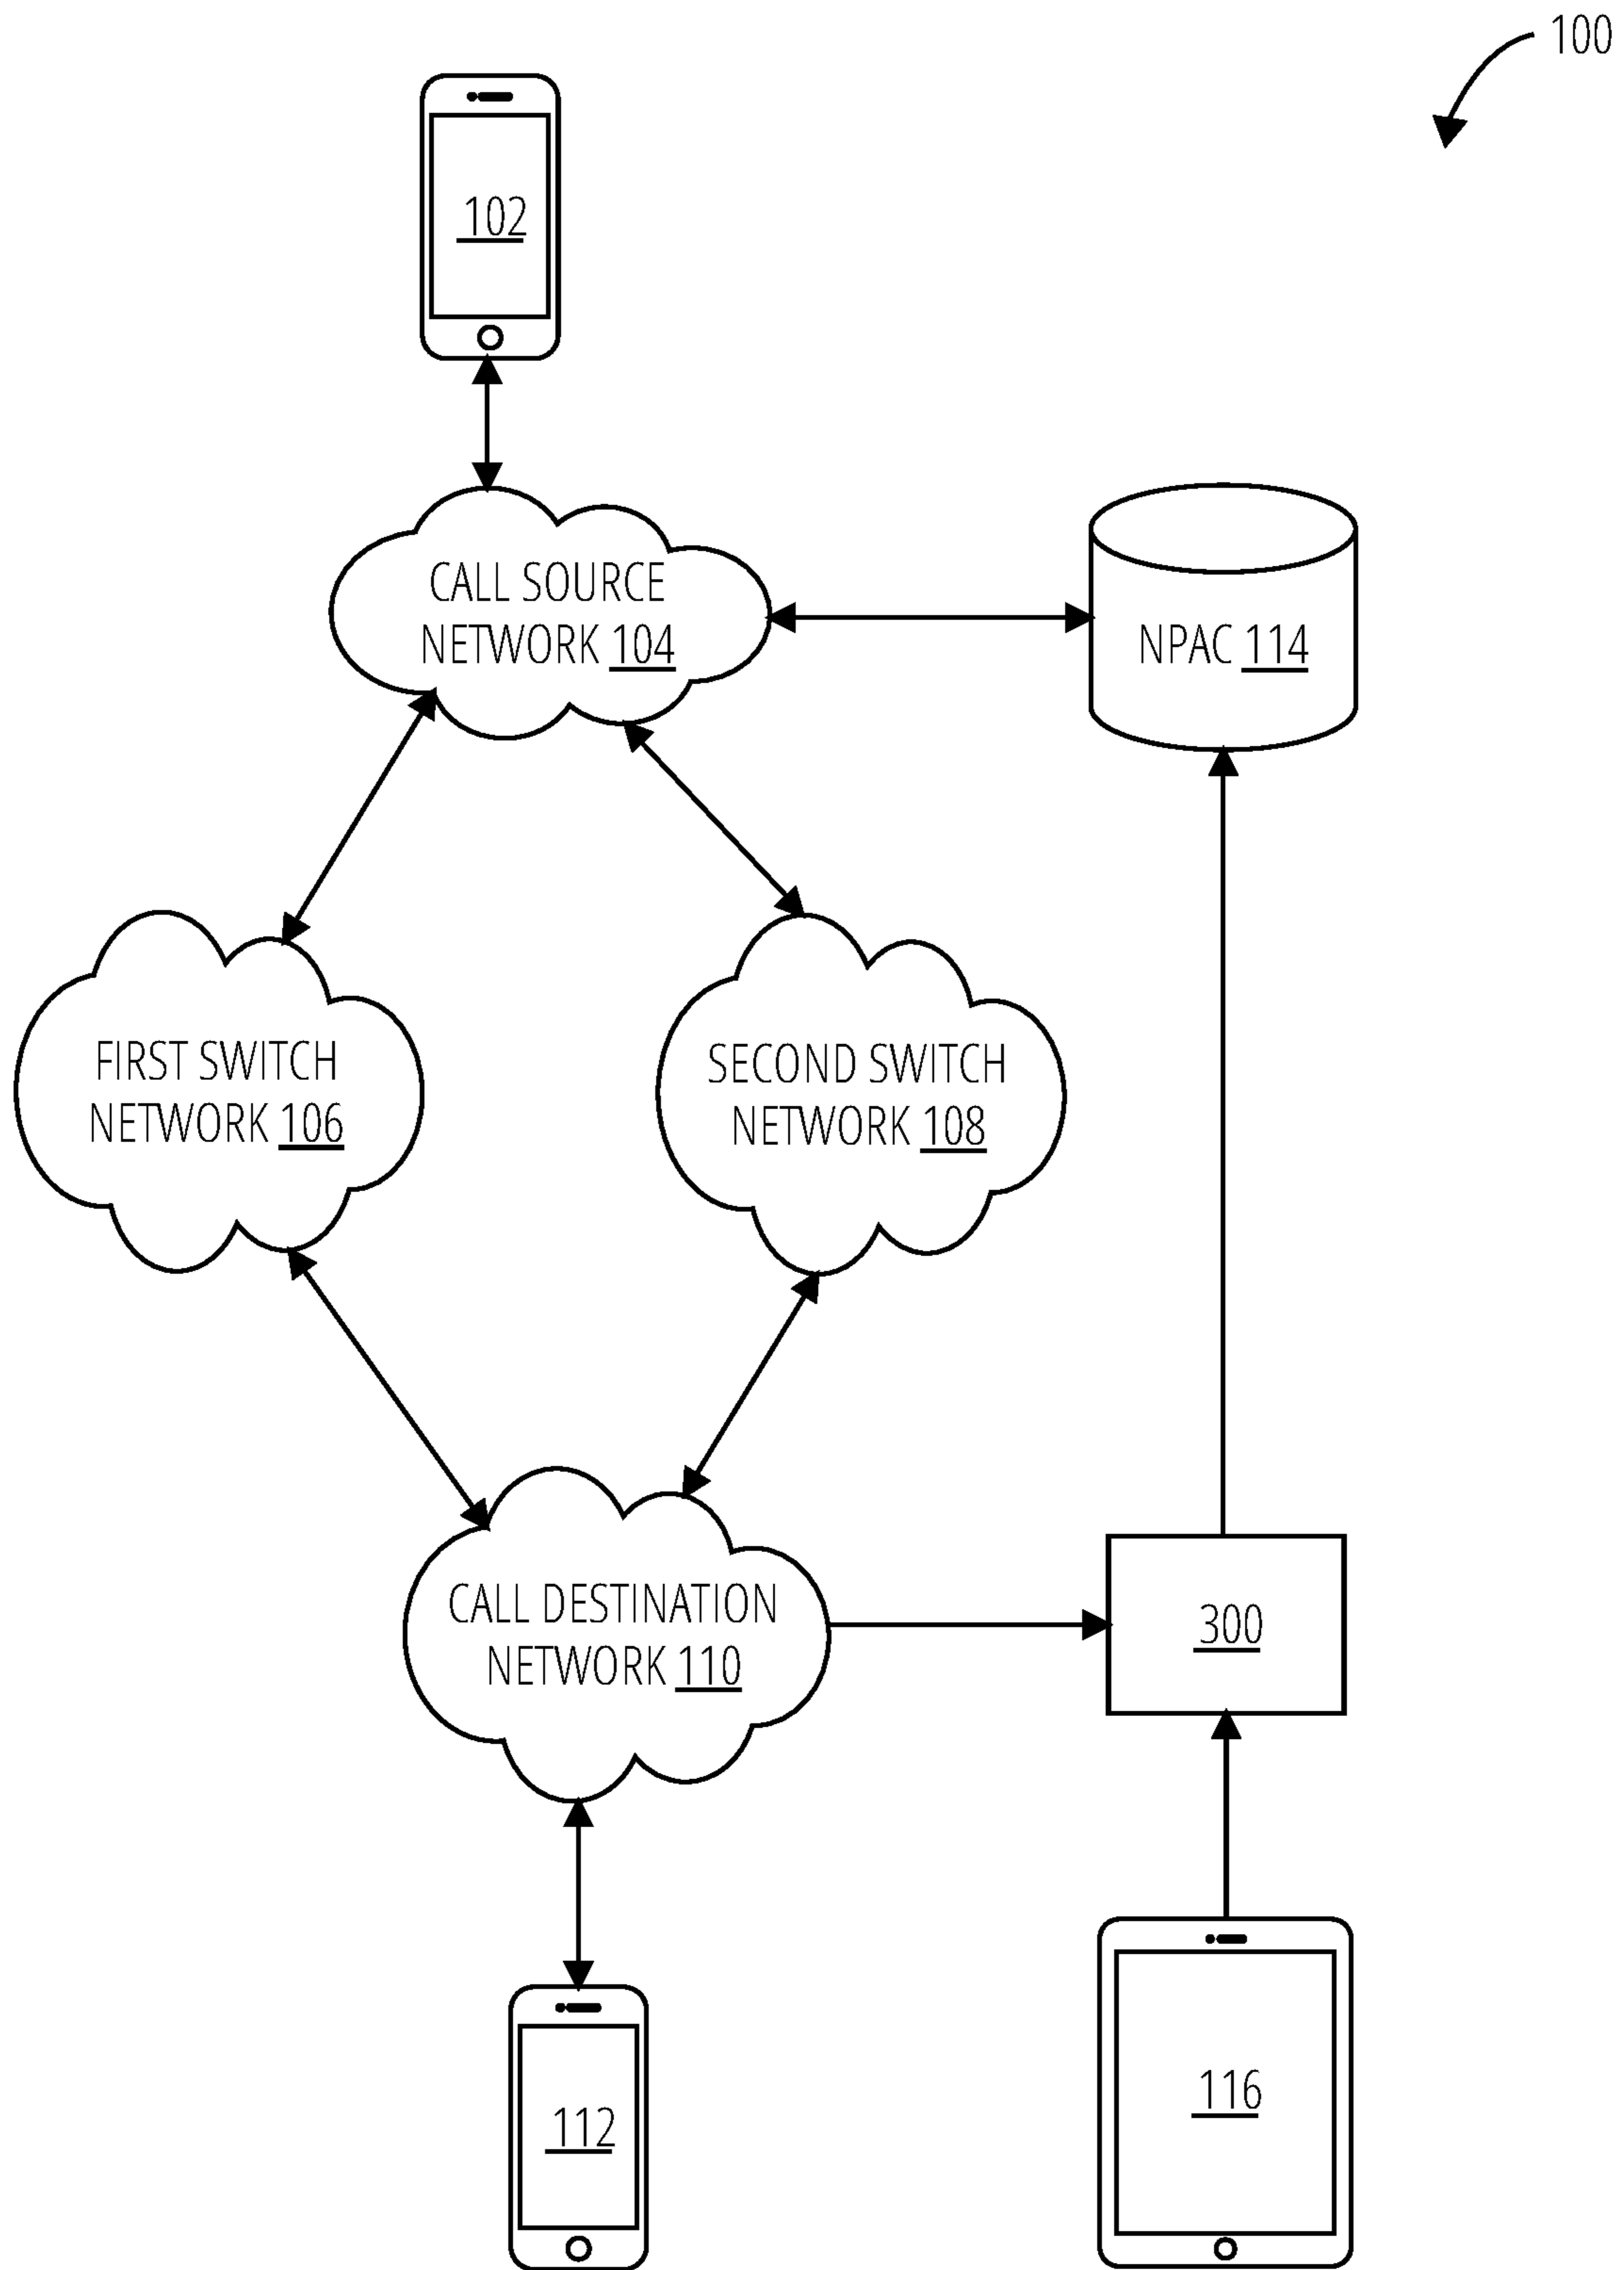 100
102
CALL SOURCE
NETWORK 104
NPAC 114
FIRST SWITCH
NETWORK 106
SECOND SWITCH
NETWORK 108
CALL DESTINATION
NETWORK 110
300
112
116